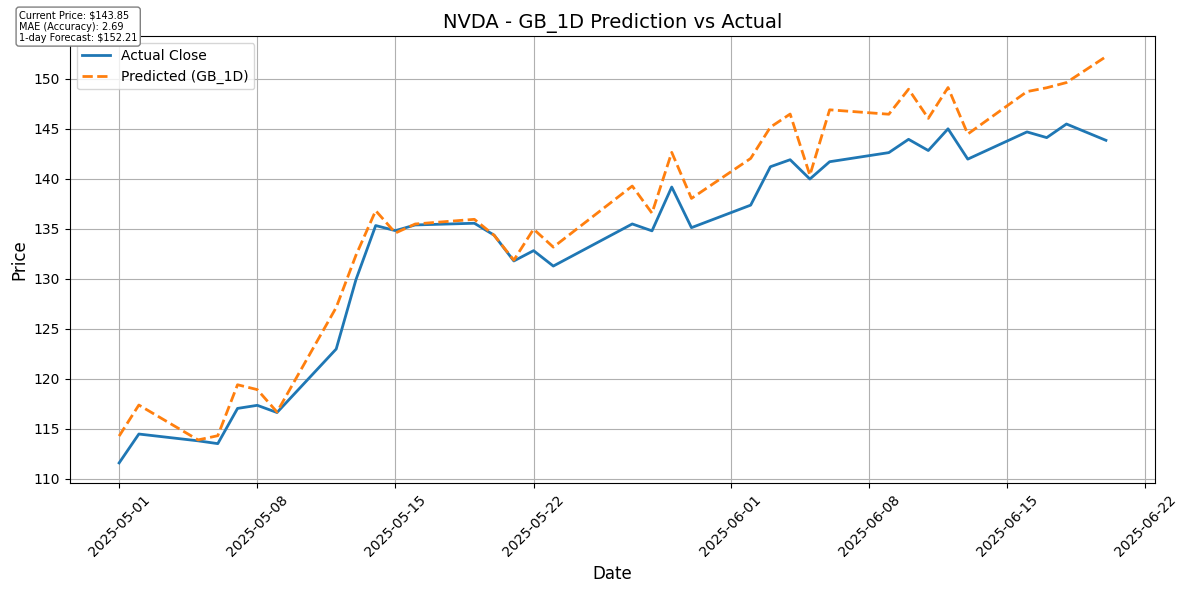 NVDA - GB_1D Prediction vs Actual
Current Price: $143.85
MAE (Accuracy): 2.69
1-day Forecast: $152.21
Actual Close
Predicted (GB_1D)
Price
150
145
140
135
130
125
120
115
110
2025-05-01
2025-05-08
2025-05-15
2025-05-22
2025-06-01
2025-06-08
2025-06-15
2025-06-22
Date